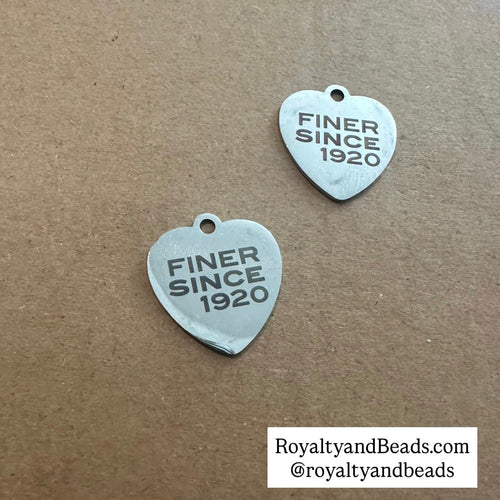 FINER
SINCE
1920
FINER
SINCE
1920
RoyaltyandBeads.com
@royaltyandbeads